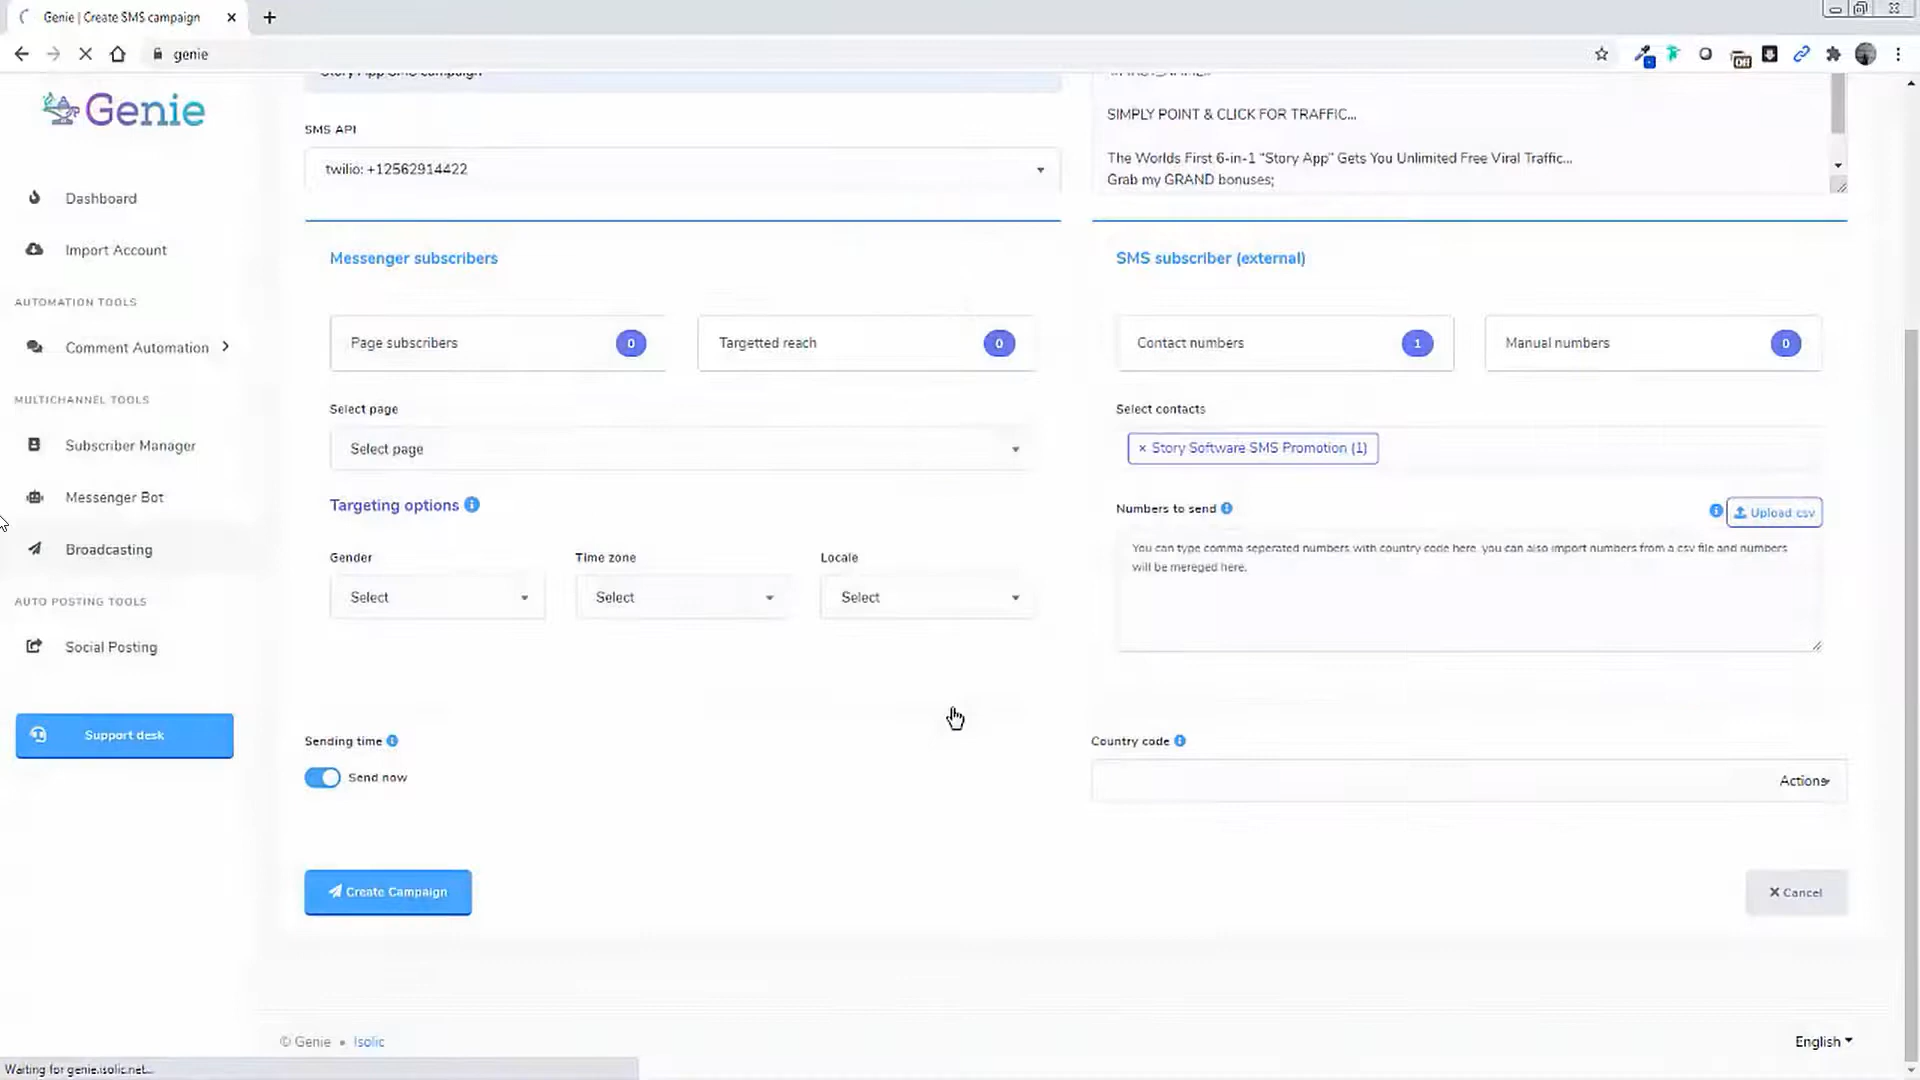 Genie | Create SMS campaign
genie
Off
Genie
Story App SMS campaign
SIMPLY POINT & CLICK FOR TRAFFIC...
The Worlds First 6-in-1 "Story App" Gets You Unlimited Free Viral Traffic...
Grab my GRAND bonuses;
SMS API
twilio: +12562914422
Dashboard
Import Account
AUTOMATION TOOLS
Comment Automation
MULTICHANNEL TOOLS
Subscriber Manager
Messenger Bot
Broadcasting
AUTO POSTING TOOLS
Social Posting
Support desk
Messenger subscribers
Page subscribers 0
Targetted reach 0
Select page
Select page
Targeting options
Gender
Time zone
Locale
Select
Select
Select
SMS subscriber (external)
Contact numbers 1
Manual numbers 0
Select contacts
× Story Software SMS Promotion (1)
Numbers to send
Upload csv
You can type comma seperated numbers with country code here, you can also import numbers from a csv file and numbers
will be mereged here.
Sending time
Send now
Country code
Actions
Create Campaign
Cancel
© Genie • Isolic
English
Waiting for genie.isolic.net...